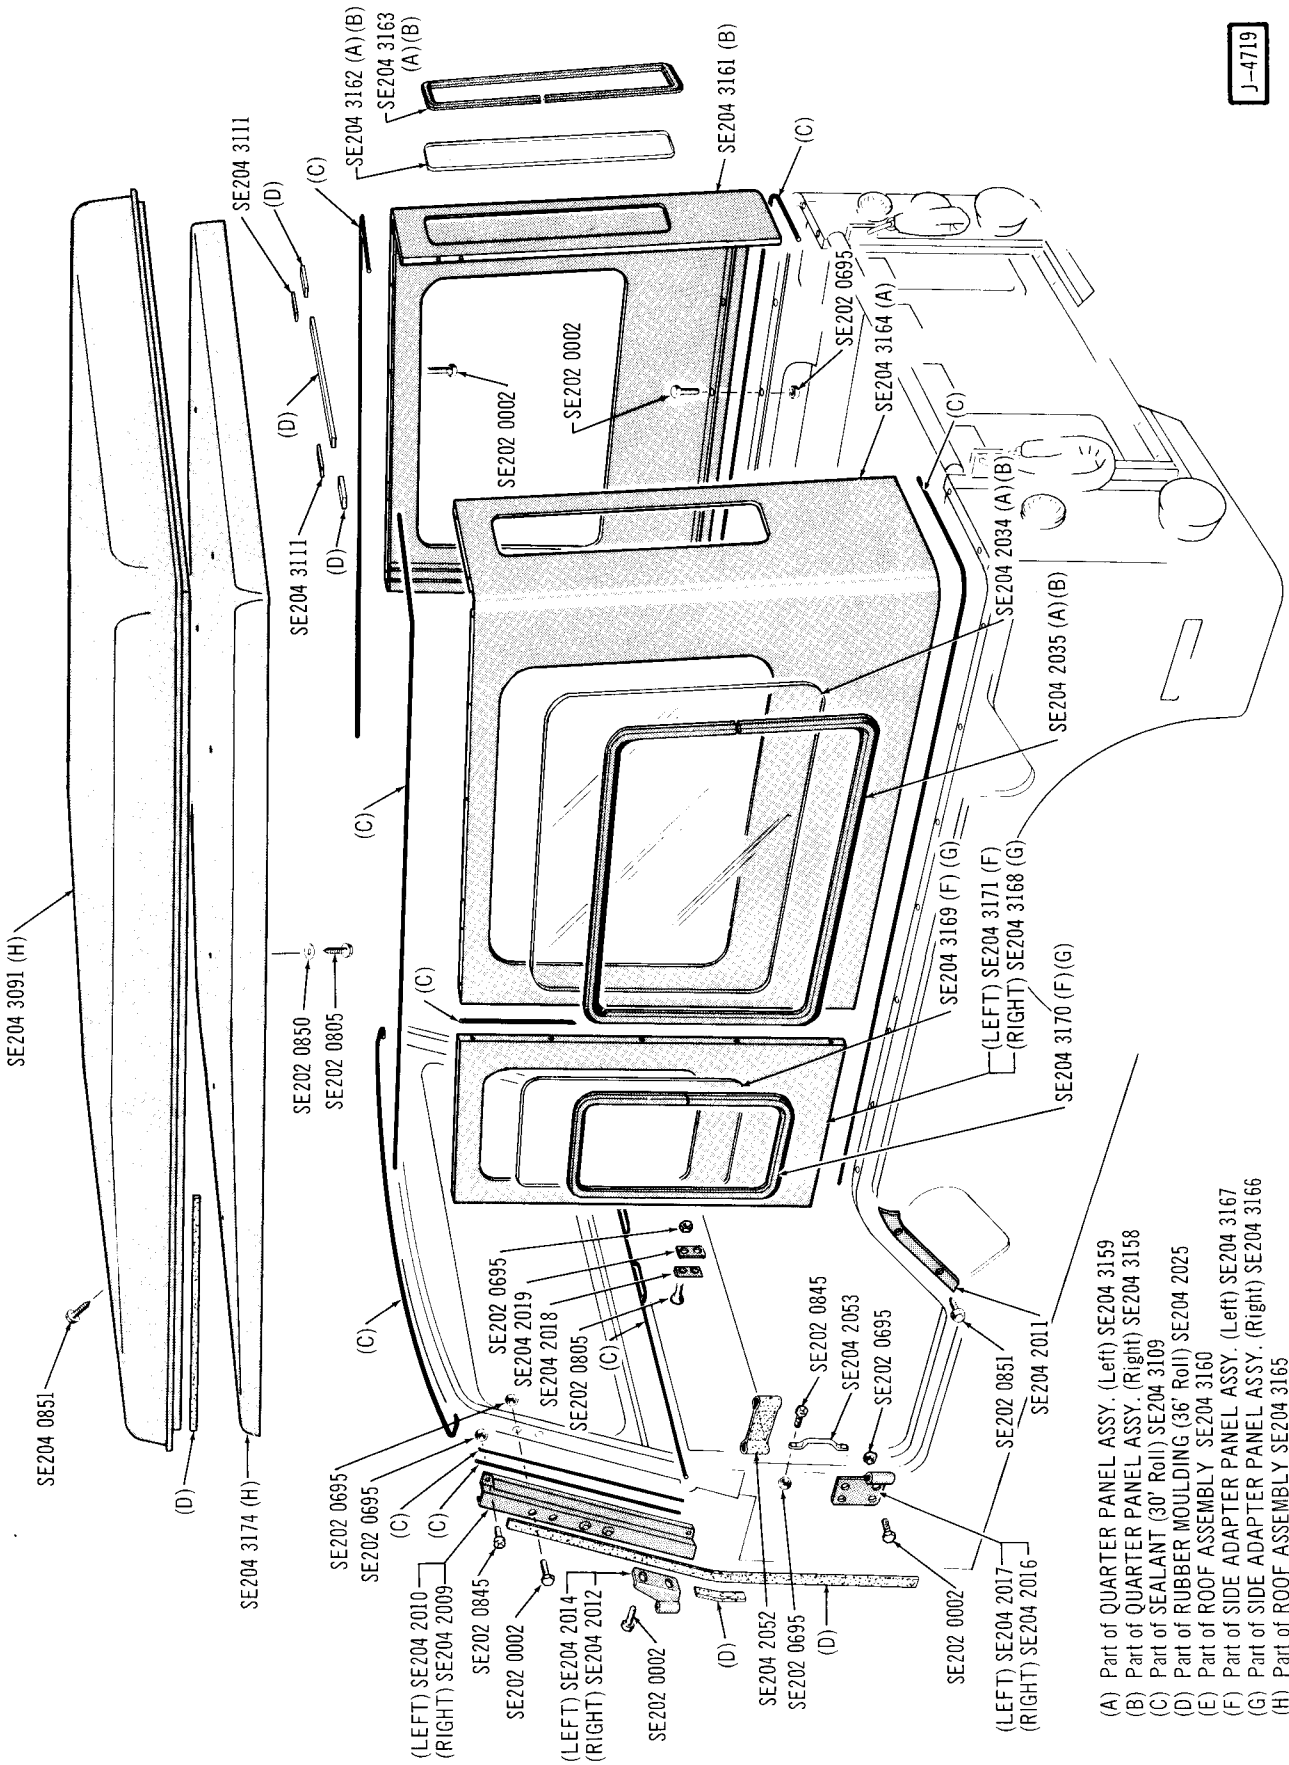 J-4719
SE204 3162 (A)(B)
SE204 3163
(A)(B)
SE204 3161 (B)
(C)
SE204 3111
(D)
(C)
(D)
SE204 3111
(D)
SE202 0002
SE202 0002
SE202 0695
SE204 3164 (A)
(C)
SE204 2034 (A)(B)
SE204 2035 (A)(B)
(C)
SE204 3091 (H)
SE202 0850
SE202 0805
(C)
SE204 3169 (F)(G)
(LEFT) SE204 3171 (F)
(RIGHT) SE204 3168 (G)
SE204 3170 (F)(G)
SE204 0851
(D)
SE204 3174 (H)
(C)
SE202 0695
SE204 2019
SE204 2018
SE202 0805
(C)
SE202 0845
SE204 2053
SE202 0695
SE202 0851
SE204 2011
SE202 0695
SE202 0695
(C)
(C)
(LEFT) SE204 2010
(RIGHT) SE204 2009
SE202 0845
SE202 0002
(LEFT) SE204 2014
(RIGHT) SE204 2012
SE202 0002
(D)
SE204 2052
SE202 0695
(D)
SE202 0002
(LEFT) SE204 2017
(RIGHT) SE204 2016
(A) Part of QUARTER PANEL ASSY. (Left) SE204 3159
(B) Part of QUARTER PANEL ASSY. (Right) SE204 3158
(C) Part of SEALANT (30' Roll) SE204 3109
(D) Part of RUBBER MOULDING (36' Roll) SE204 2025
(E) Part of ROOF ASSEMBLY SE204 3160
(F) Part of SIDE ADAPTER PANEL ASSY. (Left) SE204 3167
(G) Part of SIDE ADAPTER PANEL ASSY. (Right) SE204 3166
(H) Part of ROOF ASSEMBLY SE204 3165